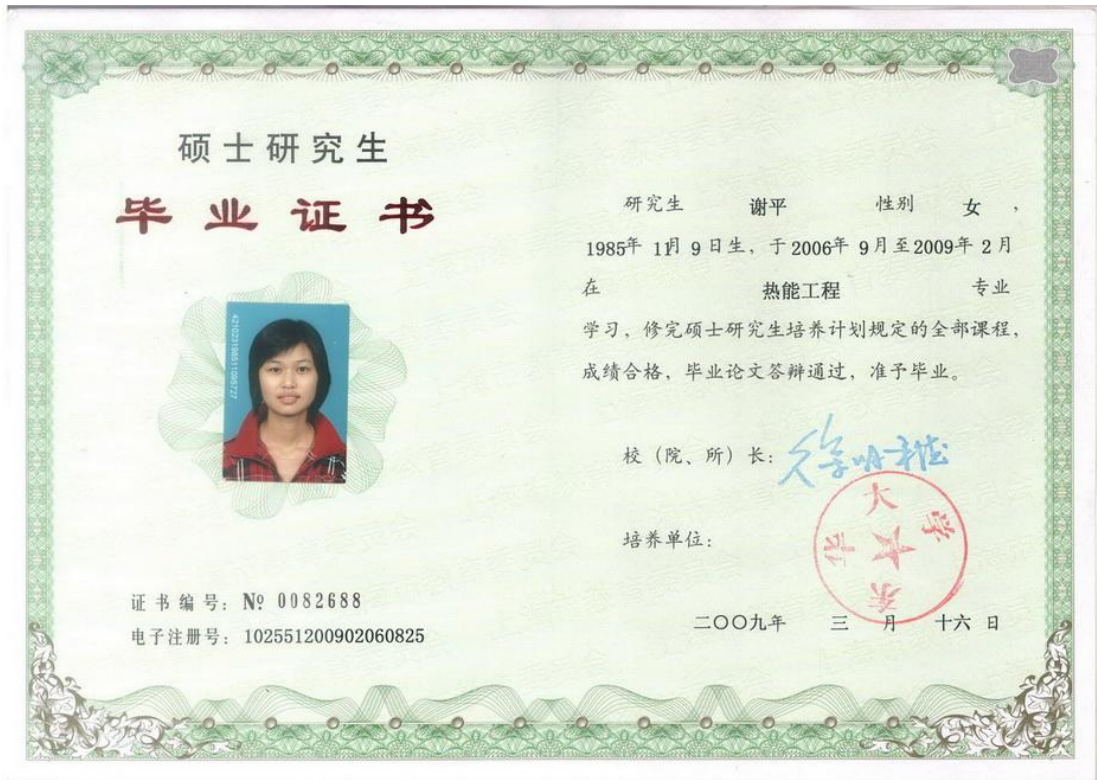 硕士研究生
毕业证书
421023198511095727
证书编号：№ 0082688
电子注册号：102551200902060825
研究生 谢平 性别 女，
1985年 11月 9日生，于2006年 9月至2009年 2月
在 热能工程 专业
学习，修完硕士研究生培养计划规定的全部课程，
成绩合格，毕业论文答辩通过，准予毕业。
校（院、所）长：
培养单位：
东华大学
二〇〇九年 三 月 十六 日